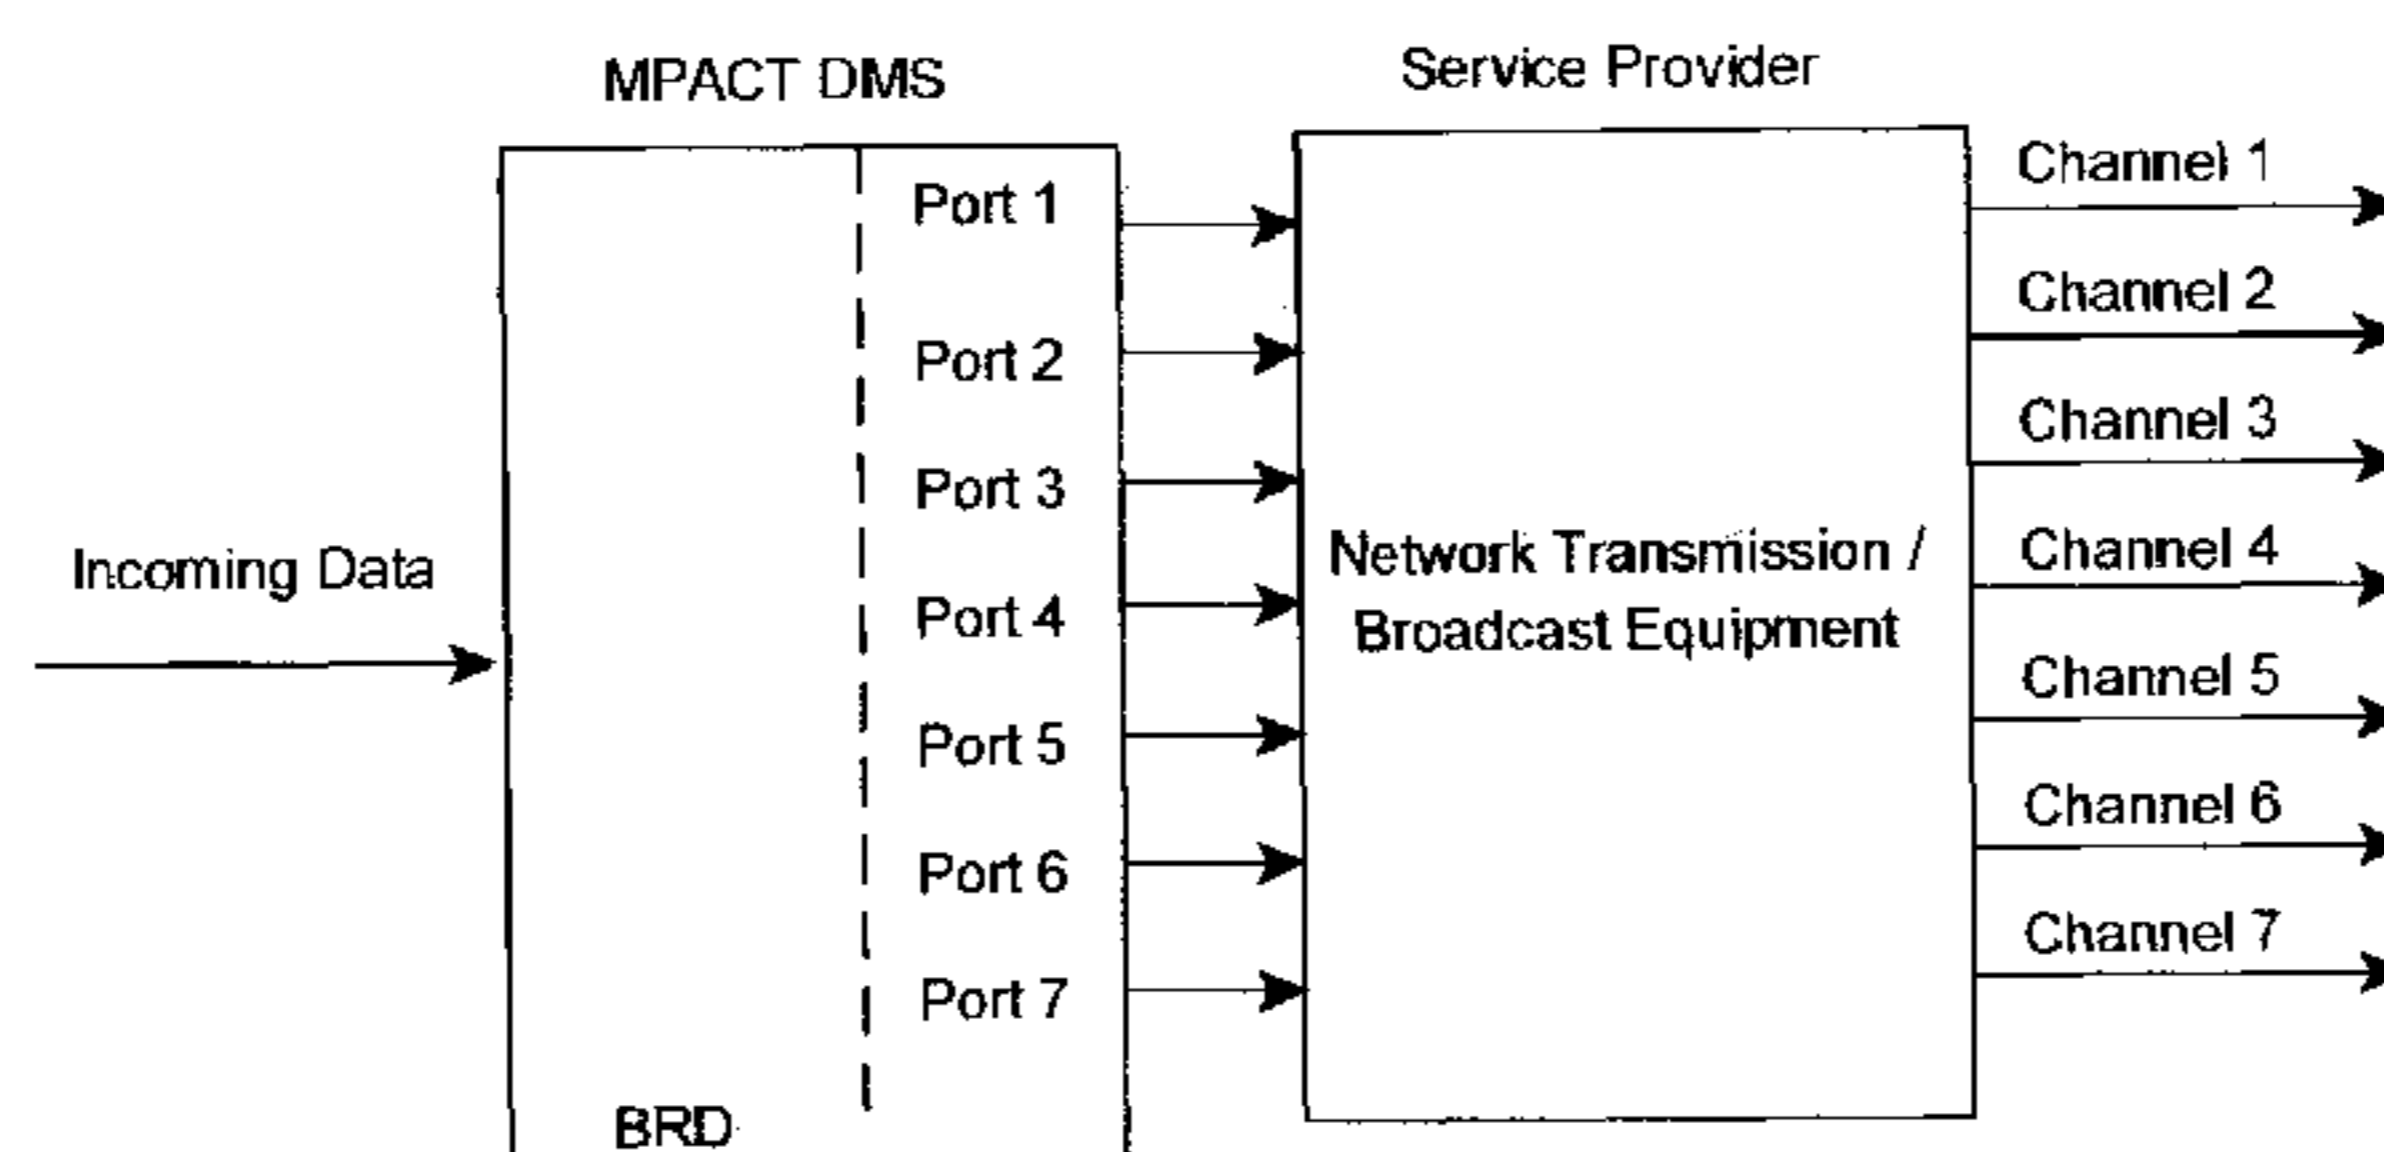 MPACT DMS
Service Provider
Incoming Data
Port 1
Port 2
Port 3
Port 4
Port 5
Port 6
Port 7
BRD
Network Transmission /
Broadcast Equipment
Channel 1
Channel 2
Channel 3
Channel 4
Channel 5
Channel 6
Channel 7